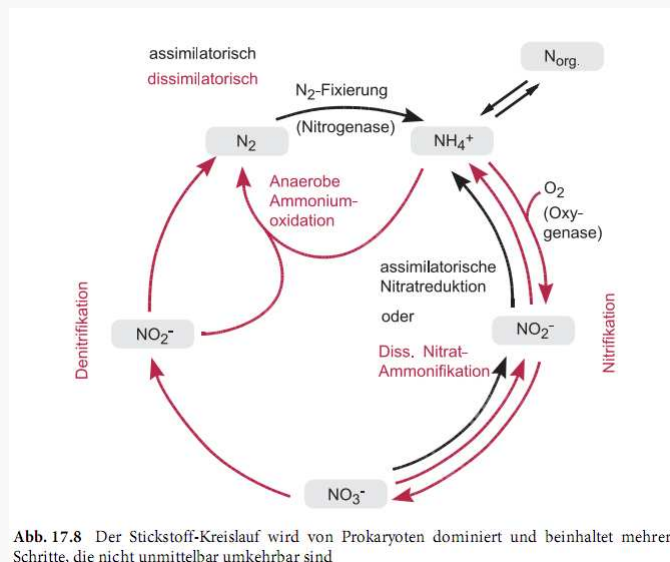 assimilatorisch
dissimilatorisch
N₂-Fixierung
(Nitrogenase)
Norg.
N₂
NH₄⁺
Anaerobe
Ammonium-
oxidation
O₂
(Oxy-
genase)
assimilatorische
Nitratreduktion
oder
Diss. Nitrat-
Ammonifikation
Denitrifikation
NO₂⁻
NO₂⁻
Nitrifikation
NO₃⁻
Abb. 17.8 Der Stickstoff-Kreislauf wird von Prokaryoten dominiert und beinhaltet mehrer
Schritte, die nicht unmittelbar umkehrbar sind